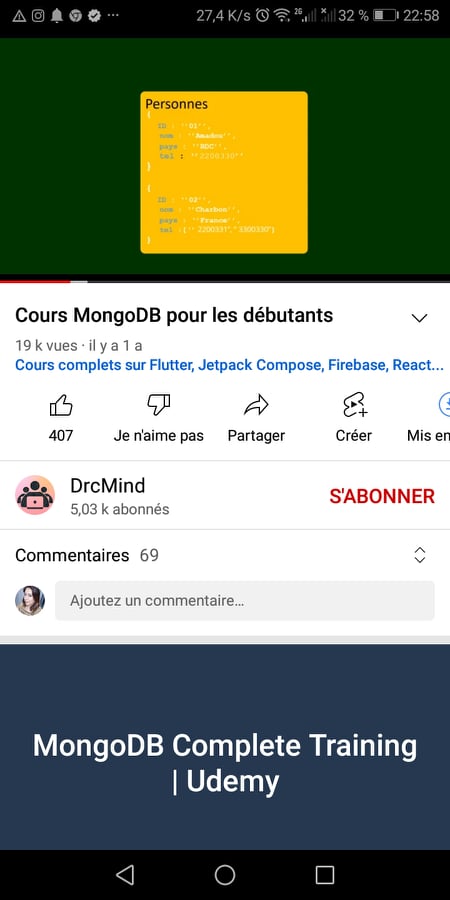 27,4 K/s 2G 32 % 22:58
Personnes
{
ID : ''01'',
nom : ''Amadou'',
pays : ''RDC'',
tel : ''2200330''
}
{
ID : ''02'',
nom : ''Charbon'',
pays : ''France'',
tel :['' 2200331","3300330"]
}
Cours MongoDB pour les débutants
19 k vues · il y a 1 a
Cours complets sur Flutter, Jetpack Compose, Firebase, React...
407 Je n'aime pas Partager Créer Mis en
DrcMind
S'ABONNER
5,03 k abonnés
Commentaires 69
Ajoutez un commentaire...
MongoDB Complete Training
| Udemy